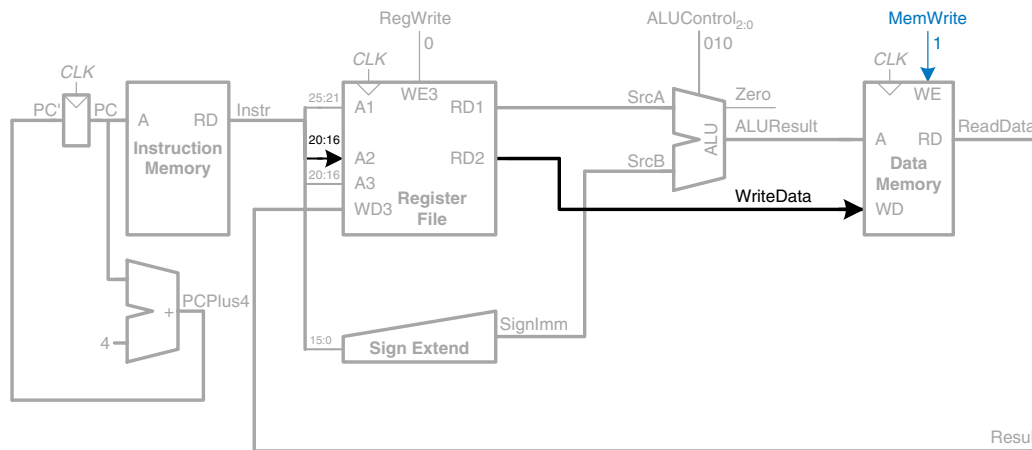 RegWrite
0
ALUControl2:0
010
MemWrite
1
CLK
CLK
CLK
PC'
PC
A
RD
Instruction
Memory
Instr
25:21
20:16
20:16
A1
A2
A3
WD3
WE3
RD1
RD2
Register
File
SrcA
SrcB
ALU
Zero
ALUResult
WriteData
WE
A
RD
Data
Memory
WD
ReadData
PCPlus4
+
4
15:0
Sign Extend
SignImm
Resul